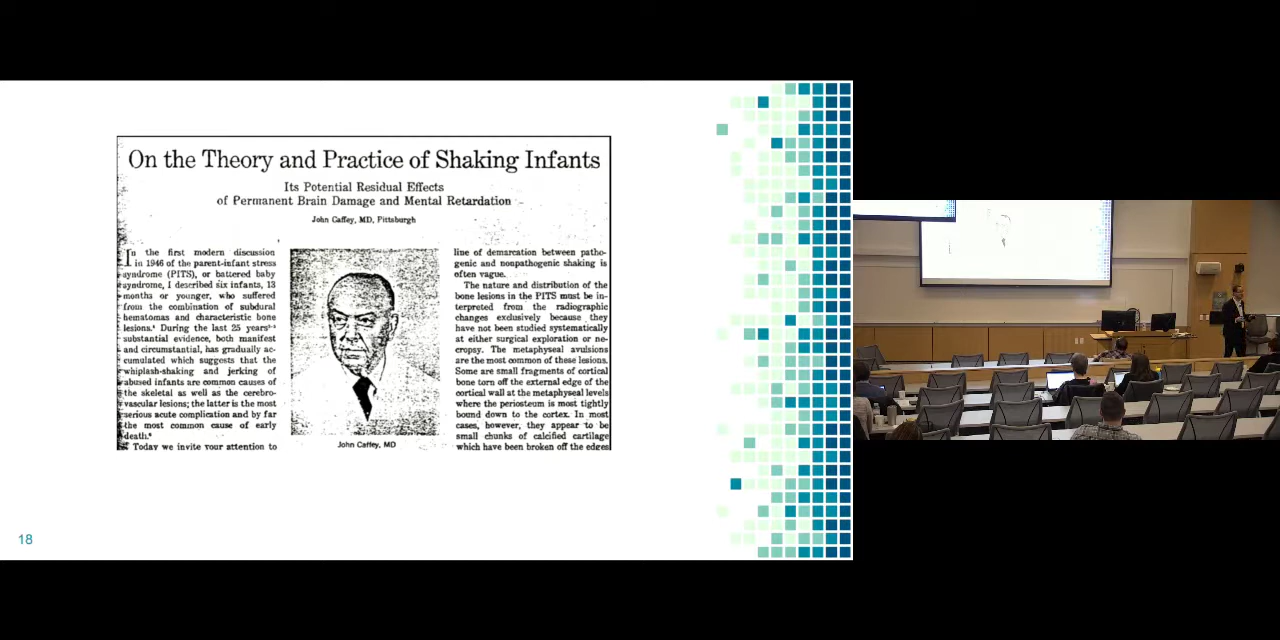 On the Theory and Practice of Shaking Infants
Its Potential Residual Effects
of Permanent Brain Damage and Mental Retardation
John Caffey, MD, Pittsburgh
In the first modern discussion
in 1946 of the parent-infant stress
syndrome (PITS), or battered baby
syndrome, I described six infants, 13
months or younger, who suffered
from the combination of subdural
hematomas and characteristic bone
lesions. During the last 25 years
substantial evidence, both manifest
and circumstantial, has gradually ac-
cumulated which suggests that the
whiplash-shaking and jerking of
abused infants are common causes of
the skeletal as well as the cerebro-
vascular lesions; the latter is the most
serious acute complication and by far
the most common cause of early
death.
Today we invite your attention to
John Caffey, MD
line of demarcation between patho-
genic and nonpathogenic shaking is
often vague.
The nature and distribution of the
bone lesions in the PITS must be in-
terpreted from the radiographic
changes exclusively because they
have not been studied systematically
at either surgical exploration or ne-
cropsy. The metaphyseal avulsions
are the most common of these lesions.
Some are small fragments of cortical
bone torn off the external edge of the
cortical wall at the metaphyseal levels
where the periosteum is most tightly
bound down to the cortex. In most
cases, however, they appear to be
small chunks of calcified cartilage
which have been broken off the edges
18